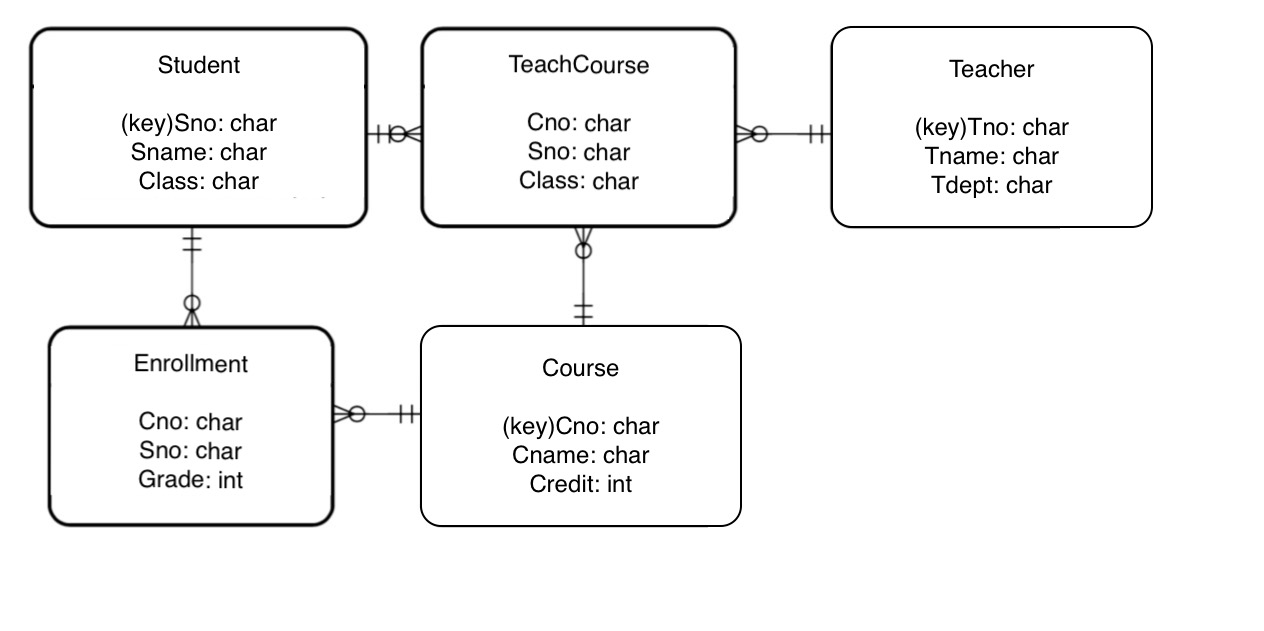 Student
(key)Sno: char
Sname: char
Class: char
TeachCourse
Cno: char
Sno: char
Class: char
Teacher
(key)Tno: char
Tname: char
Tdept: char
Enrollment
Cno: char
Sno: char
Grade: int
Course
(key)Cno: char
Cname: char
Credit: int